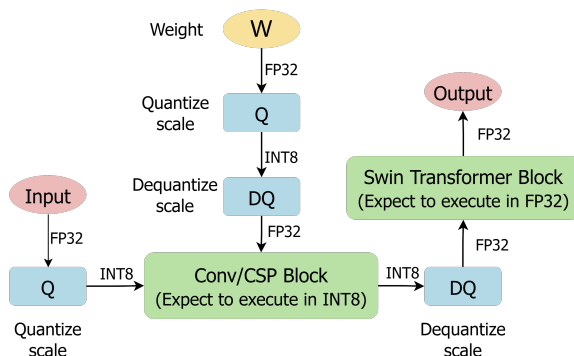 Weight
W
FP32
Quantize
scale
Q
INT8
Dequantize
scale
DQ
FP32
Input
FP32
Q
Quantize
scale
INT8
Conv/CSP Block
(Expect to execute in INT8)
INT8
DQ
Dequantize
scale
FP32
Swin Transformer Block
(Expect to execute in FP32)
FP32
Output